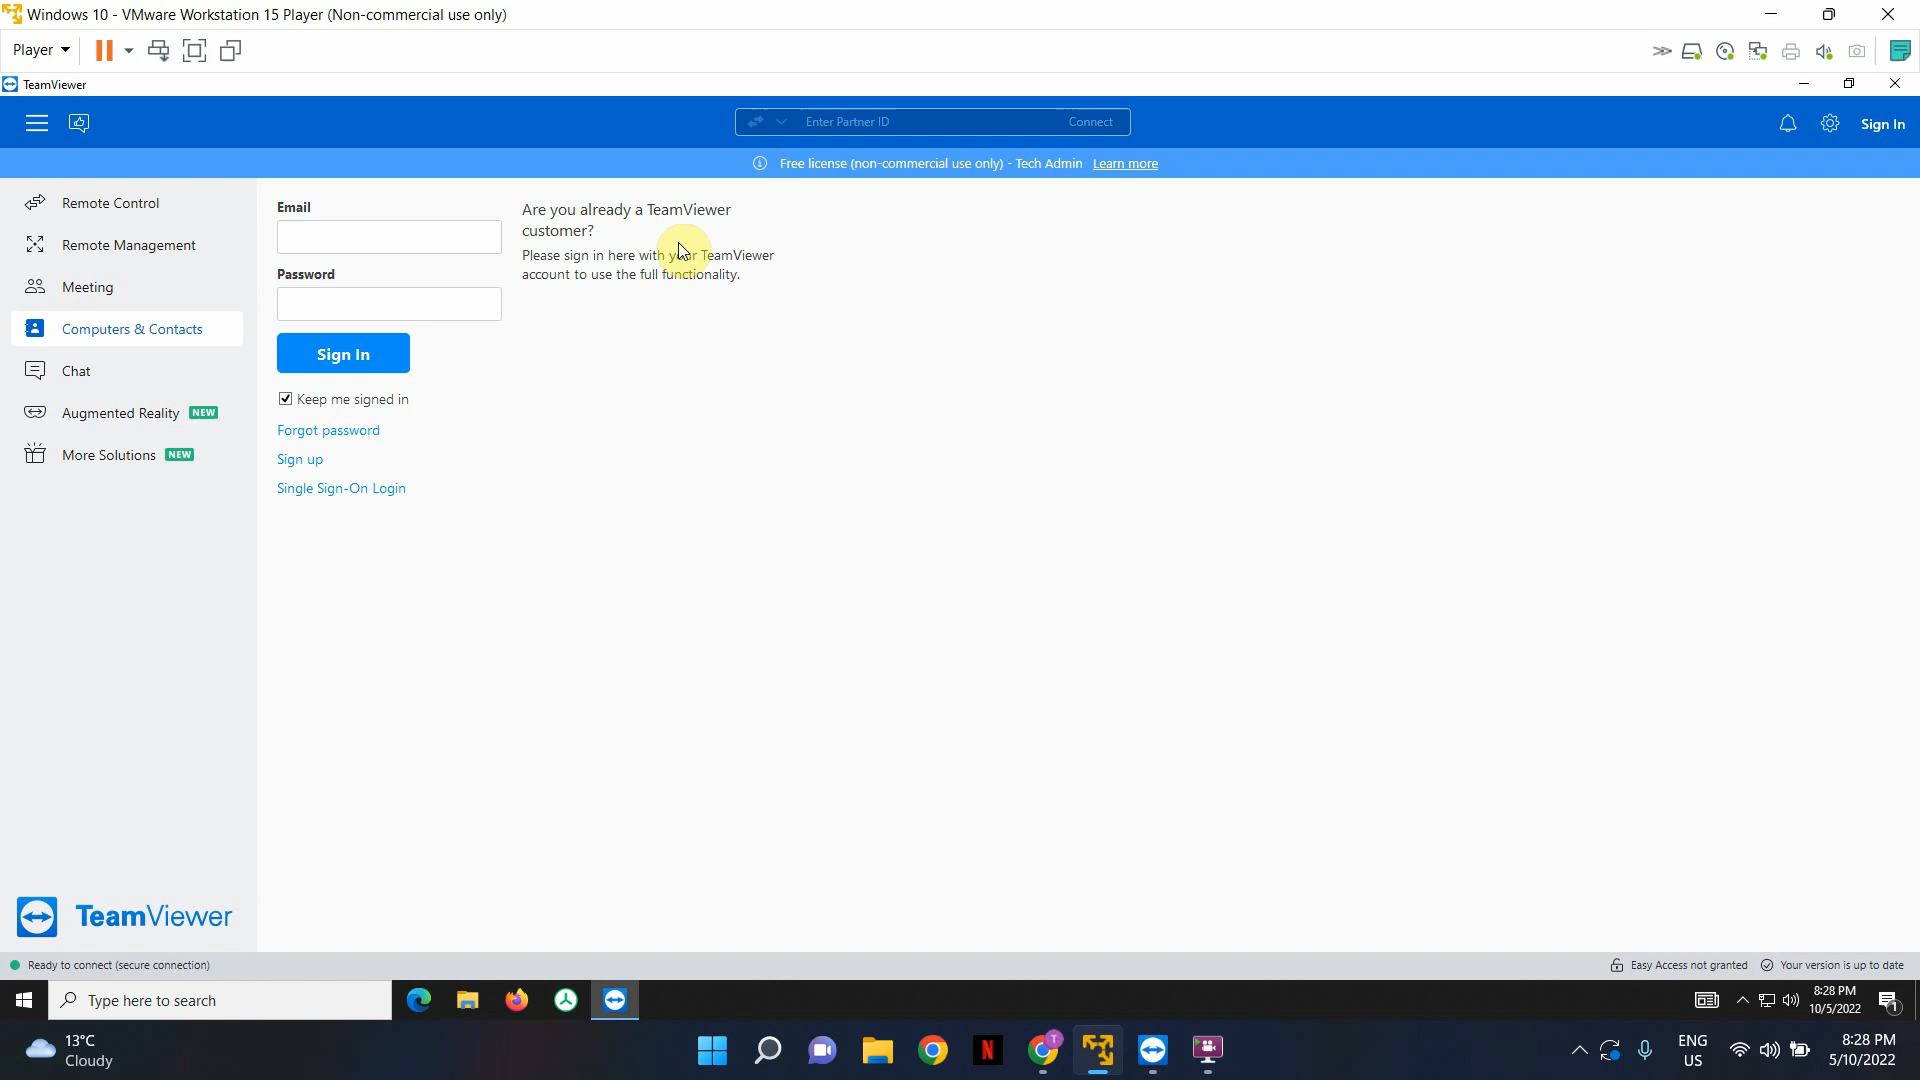 Windows 10 - VMware Workstation 15 Player (Non-commercial use only)
Player
TeamViewer
Enter Partner ID
Connect
Sign In
Free license (non-commercial use only) - Tech Admin Learn more
Remote Control
Remote Management
Meeting
Computers & Contacts
Chat
Augmented Reality NEW
More Solutions NEW
Email
Password
Sign In
Keep me signed in
Forgot password
Sign up
Single Sign-On Login
Are you already a TeamViewer
customer?
Please sign in here with your TeamViewer
account to use the full functionality.
TeamViewer
Ready to connect (secure connection)
Easy Access not granted
Your version is up to date
Type here to search
8:28 PM
10/5/2022
1
13°C
Cloudy
N
T
ENG
US
8:28 PM
5/10/2022